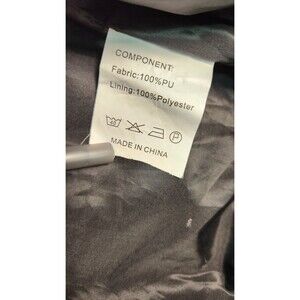 COMPONENT:
Fabric:100%PU
Lining:100%Polyester
MADE IN CHINA